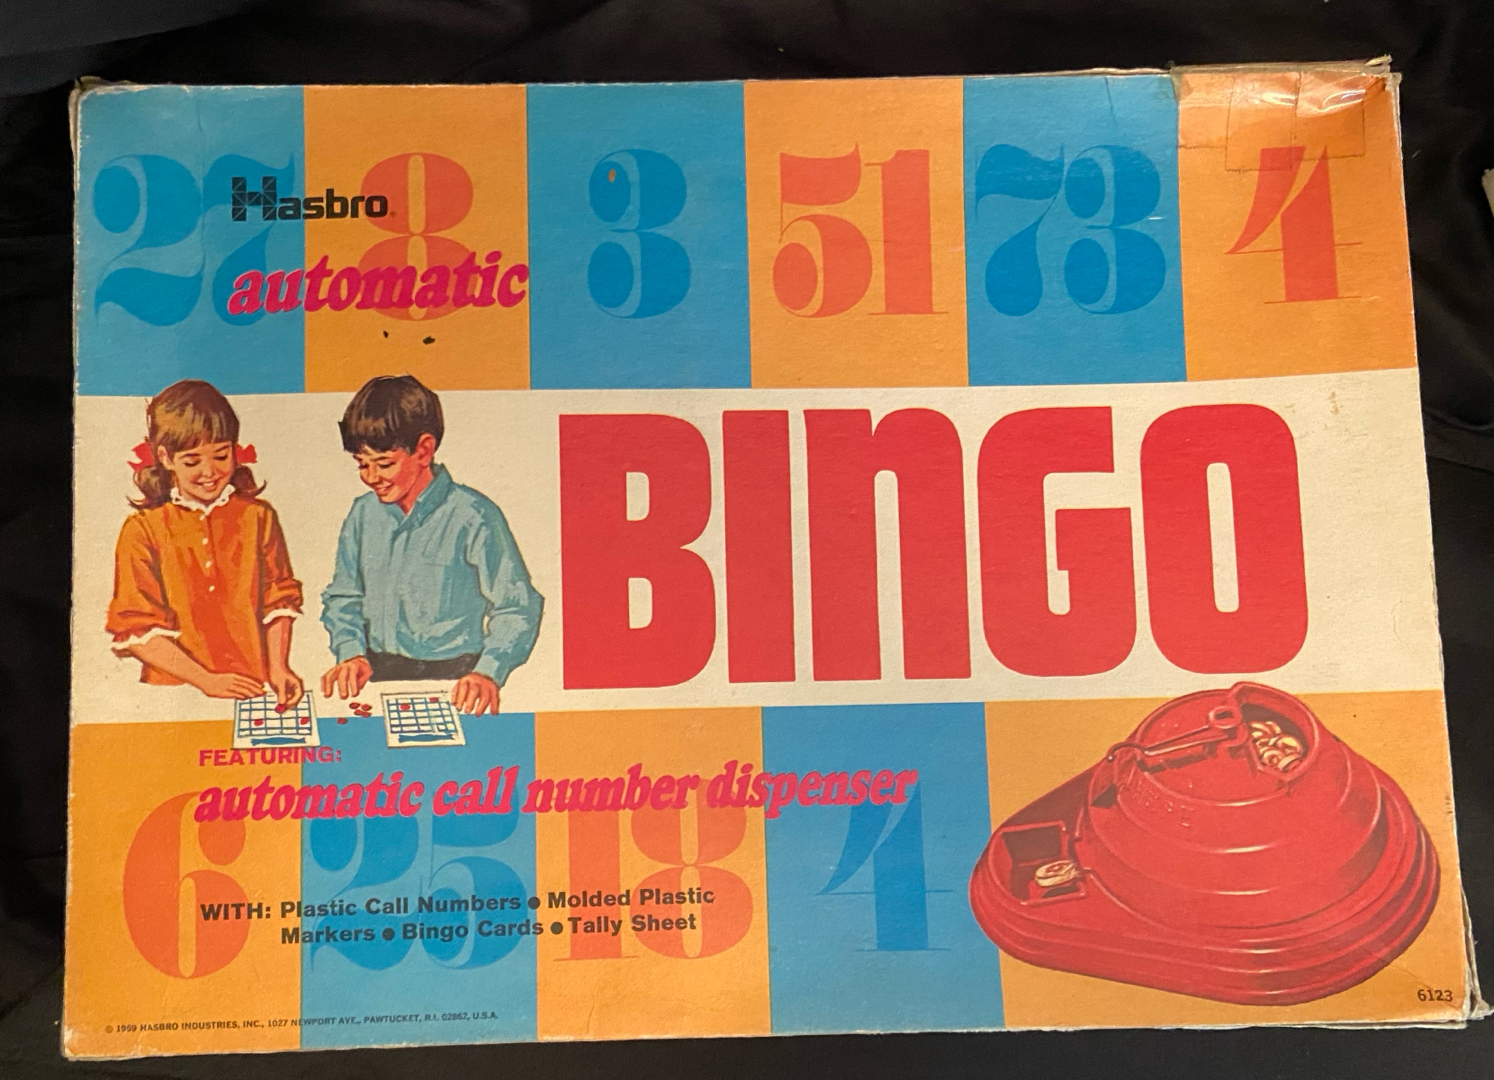 27 8 3 51 73 4
Hasbro®
automatic
BINGO
FEATURING:
automatic call number dispenser
6 25 18 4
WITH: Plastic Call Numbers ● Molded Plastic
Markers ● Bingo Cards ● Tally Sheet
6123
© 1959 HASBRO INDUSTRIES, INC., 1027 NEWPORT AVE., PAWTUCKET, R.I. 02862, U.S.A.